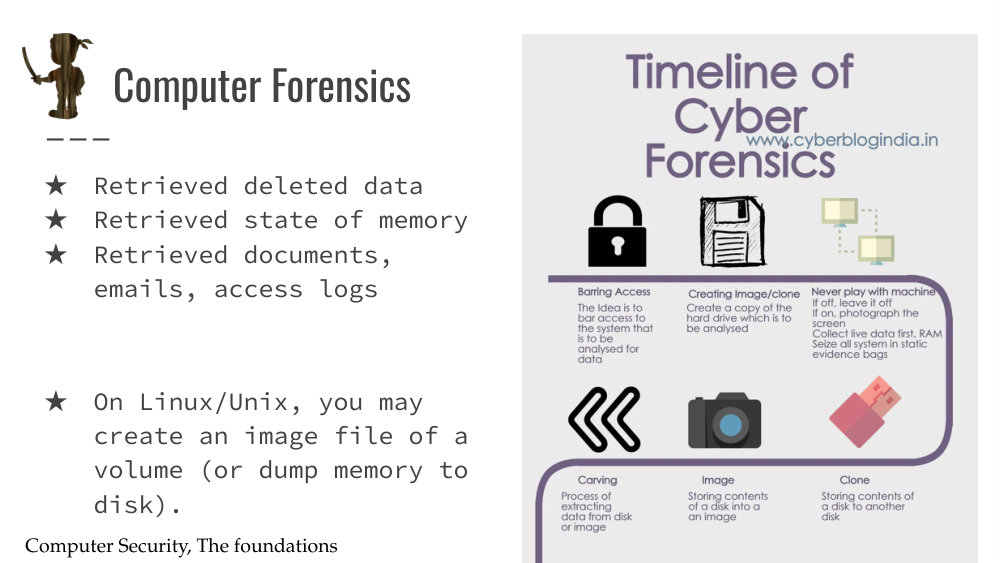 Computer Forensics
★ Retrieved deleted data
★ Retrieved state of memory
★ Retrieved documents,
emails, access logs
★ On Linux/Unix, you may
create an image file of a
volume (or dump memory to
disk).
Computer Security, The foundations
Timeline of
Cyber
www.cyberblogindia.in
Forensics
Barring Access
The Idea is to
bar access to
the system that
is to be
analysed for
data
Creating Image/clone
Create a copy of the
hard drive which is to
be analysed
Never play with machine
If off, leave it off
If on, photograph the
screen
Collect live data first, RAM
Seize all system in static
evidence bags
Carving
Process of
extracting
data from disk
or image
Image
Storing contents
of a disk into a
an image
Clone
Storing contents of
a disk to another
disk